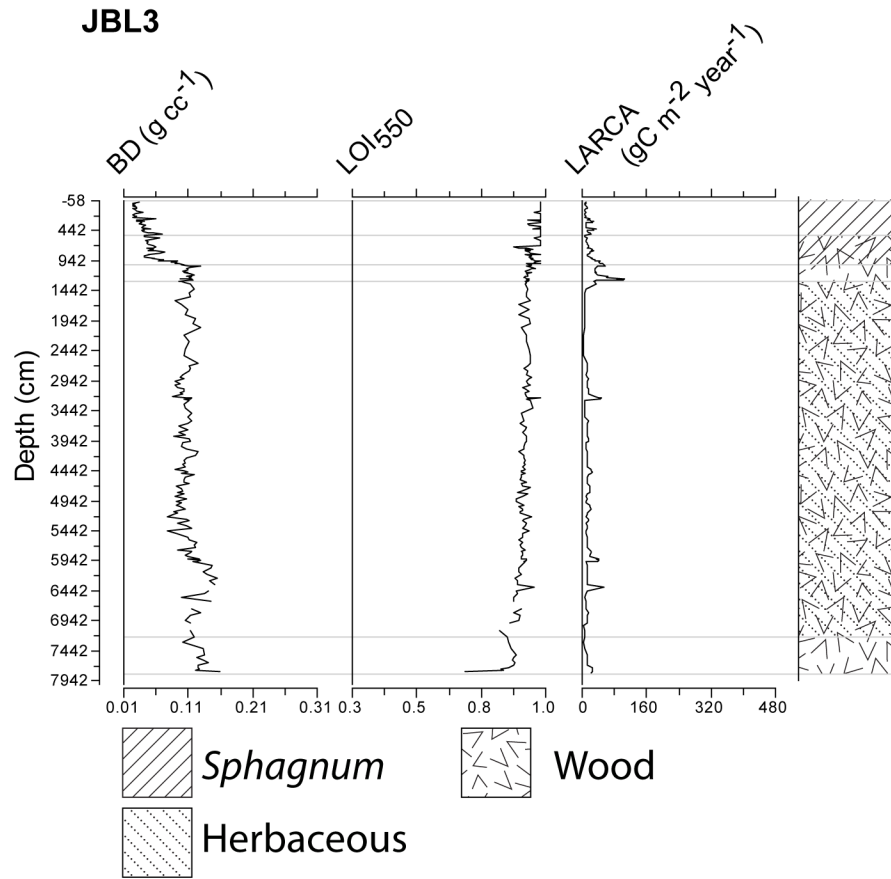 JBL3
BD (g cc-1)
LOI550
LARCA
(gC m-2 year-1)
Depth (cm)
-58
442
942
1442
1942
2442
2942
3442
3942
4442
4942
5442
5942
6442
6942
7442
7942
0.01 0.11 0.21 0.31 0.3 0.5 0.8 1.0 0 160 320 480
Sphagnum Wood
Herbaceous